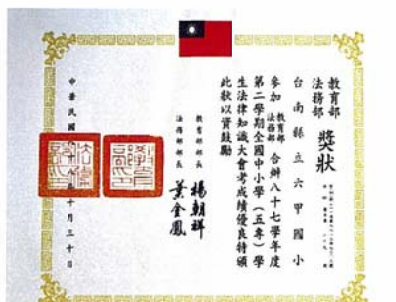 教育部
法務部
獎狀
台南縣立六甲國小
參加 教育部 法務部 合辦八十七學年度
第二學期全國中小學（五專）學
生法律知識大會考成績優良特頒
此狀以資鼓勵
教育部部長 楊朝祥
法務部部長 葉金鳳
中華民國
十月三十日